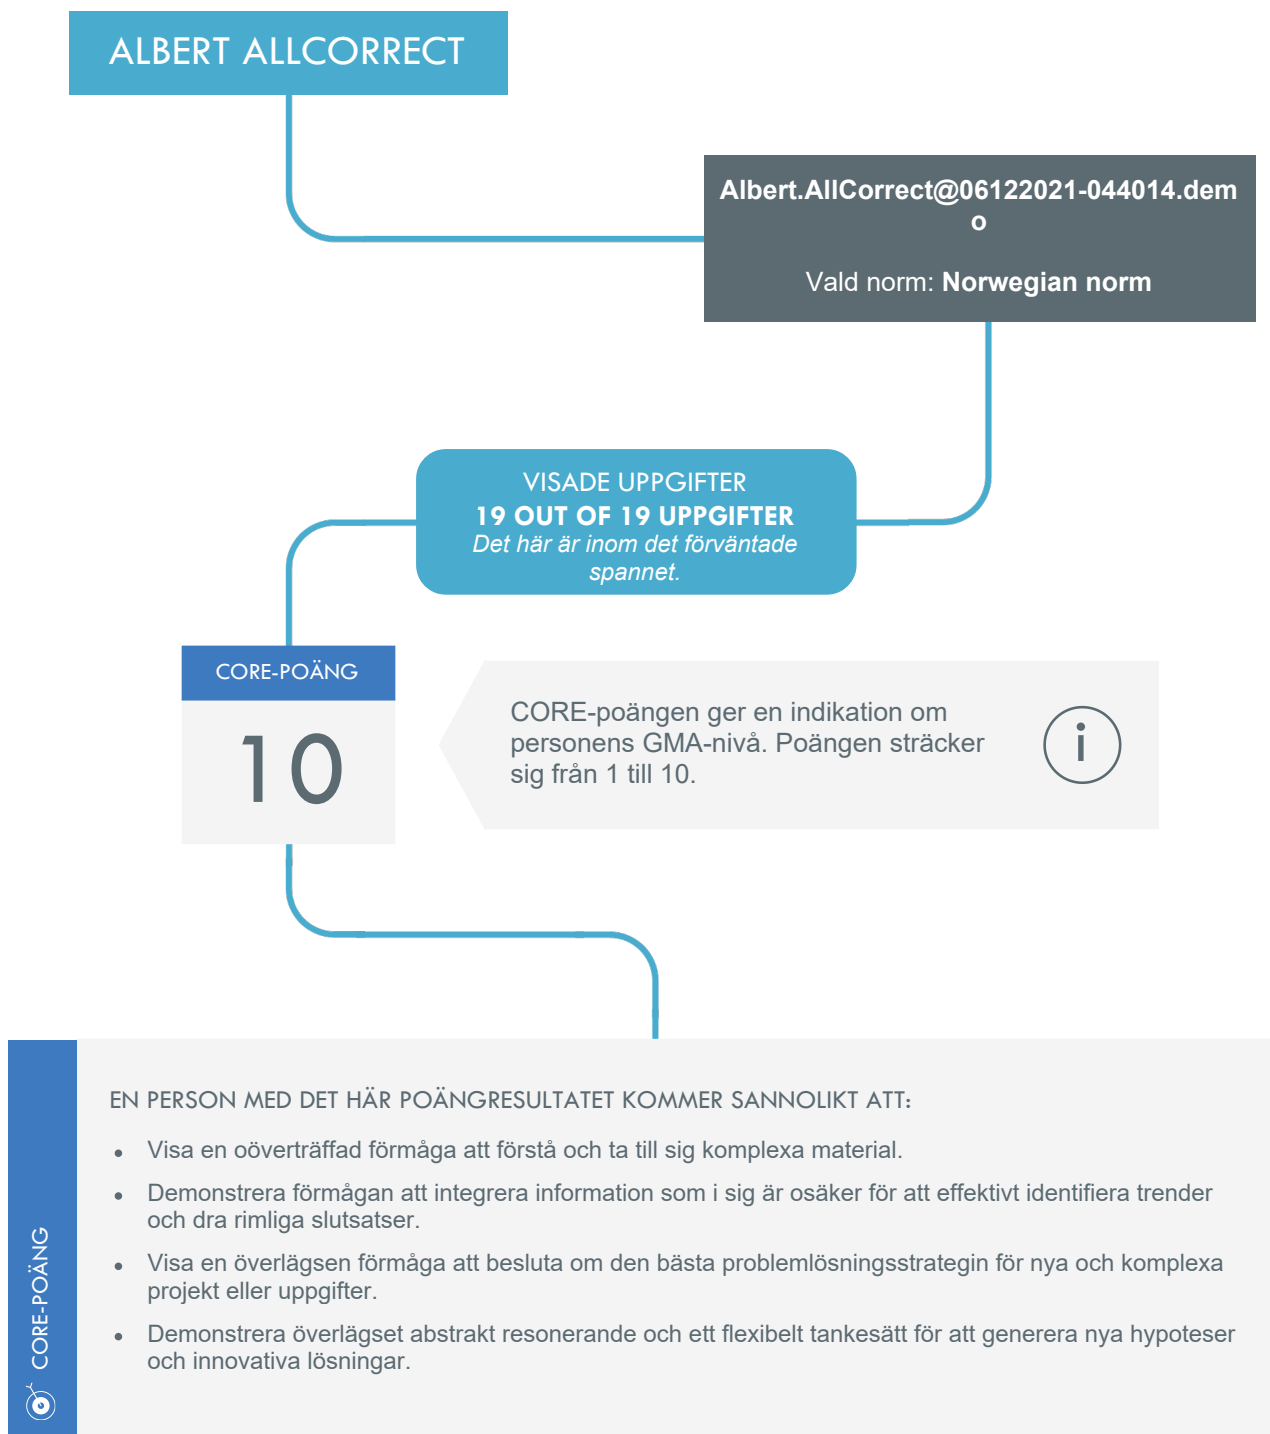 ALBERT ALLCORRECT
Albert.AllCorrect@06122021-044014.dem
o
Vald norm: Norwegian norm
VISADE UPPGIFTER
19 OUT OF 19 UPPGIFTER
Det här är inom det förväntade
spannet.
CORE-POÄNG
10
CORE-poängen ger en indikation om
personens GMA-nivå. Poängen sträcker
sig från 1 till 10.
i
EN PERSON MED DET HÄR POÄNGRESULTATET KOMMER SANNOLIKT ATT:
• Visa en oöverträffad förmåga att förstå och ta till sig komplexa material.
• Demonstrera förmågan att integrera information som i sig är osäker för att effektivt identifiera trender
och dra rimliga slutsatser.
• Visa en överlägsen förmåga att besluta om den bästa problemlösningsstrategin för nya och komplexa
projekt eller uppgifter.
• Demonstrera överlägset abstrakt resonerande och ett flexibelt tankesätt för att generera nya hypoteser
och innovativa lösningar.
CORE-POÄNG